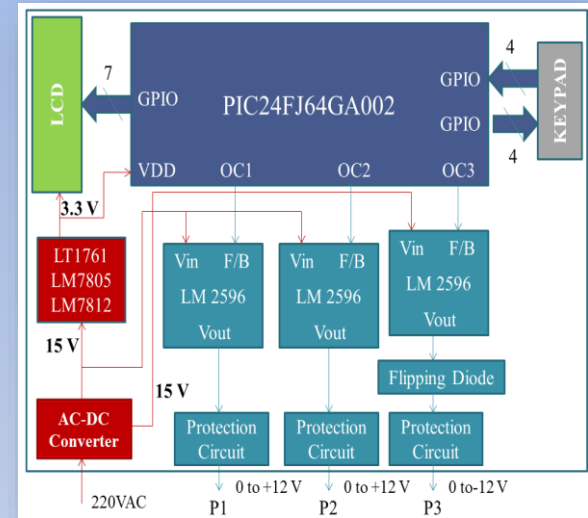 LCD
7
GPIO
PIC24FJ64GA002
GPIO
4
GPIO
4
KEYPAD
VDD
OC1
OC2
OC3
3.3 V
LT1761
LM7805
LM7812
15 V
15 V
AC-DC
Converter
220VAC
Vin F/B
LM 2596
Vout
Vin F/B
LM 2596
Vout
Vin F/B
LM 2596
Vout
Flipping Diode
Protection
Circuit
Protection
Circuit
Protection
Circuit
0 to +12 V
0 to +12 V
0 to-12 V
P1
P2
P3